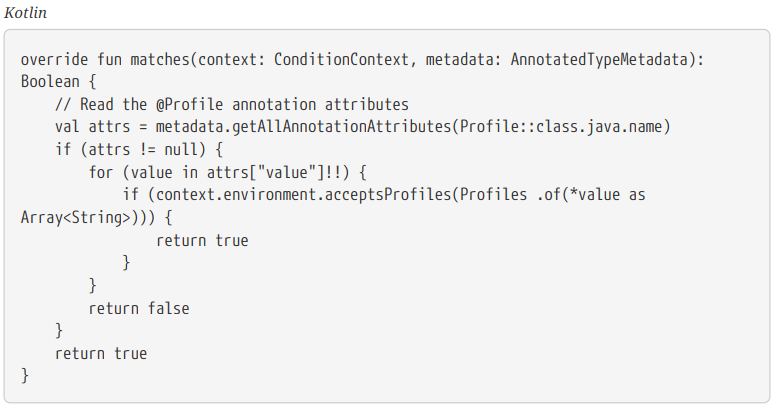 Kotlin
override fun matches(context: ConditionContext, metadata: AnnotatedTypeMetadata):
Boolean {
    // Read the @Profile annotation attributes
    val attrs = metadata.getAllAnnotationAttributes(Profile::class.java.name)
    if (attrs != null) {
        for (value in attrs["value"]!!) {
            if (context.environment.acceptsProfiles(Profiles .of(*value as
Array<String>))) {
                return true
            }
        }
        return false
    }
    return true
}